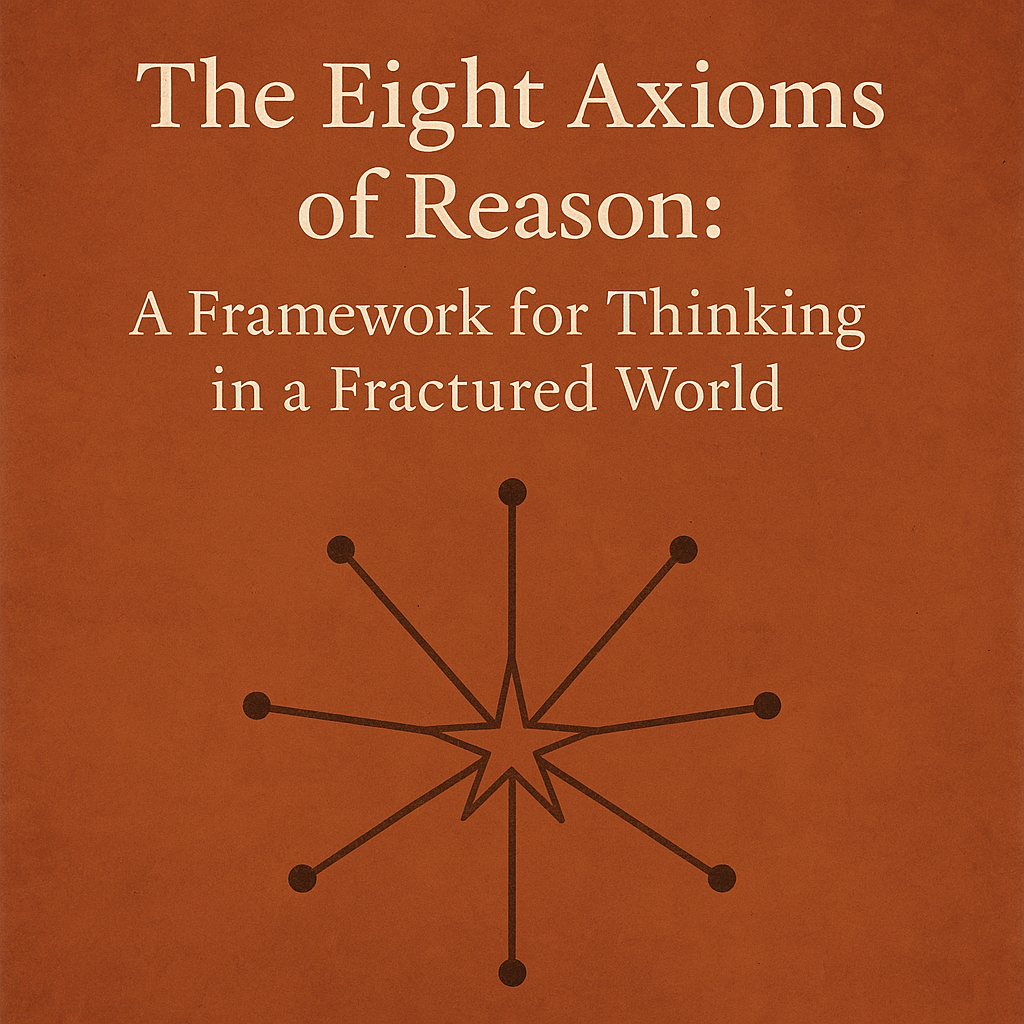 The Eight Axioms
of Reason:
A Framework for Thinking
in a Fractured World